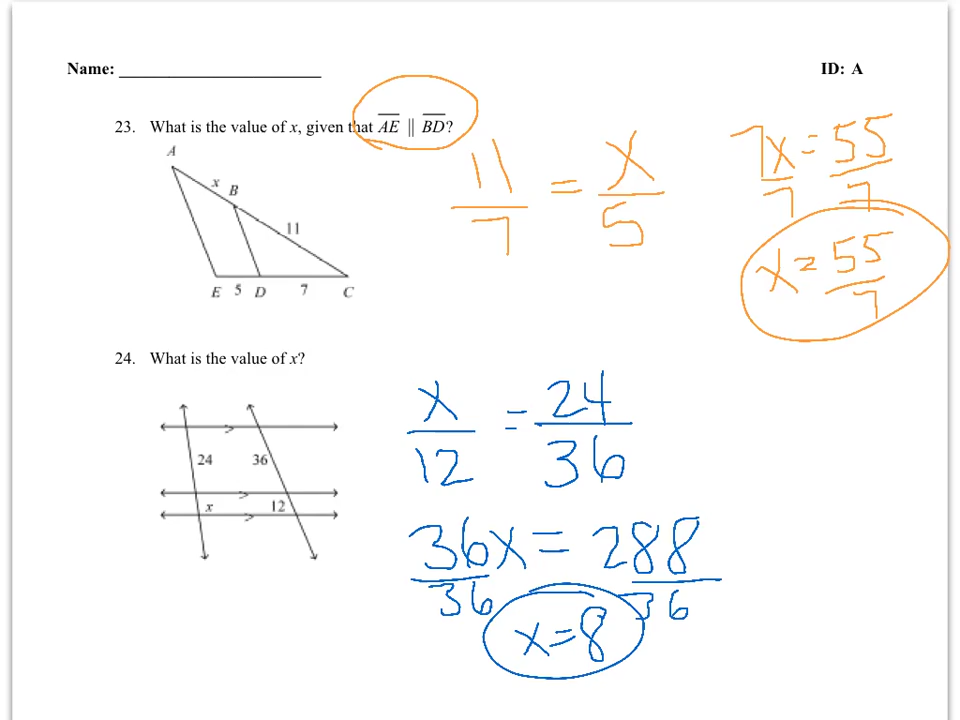 Name: ______________________ ID: A
23. What is the value of x, given that AE || BD?
A
x
B
11
E 5 D 7 C
11/7 = x/5
7x/7 = 55/7
x = 55/7
24. What is the value of x?
24 36
x 12
x/12 = 24/36
36x/36 = 288/36
x=8